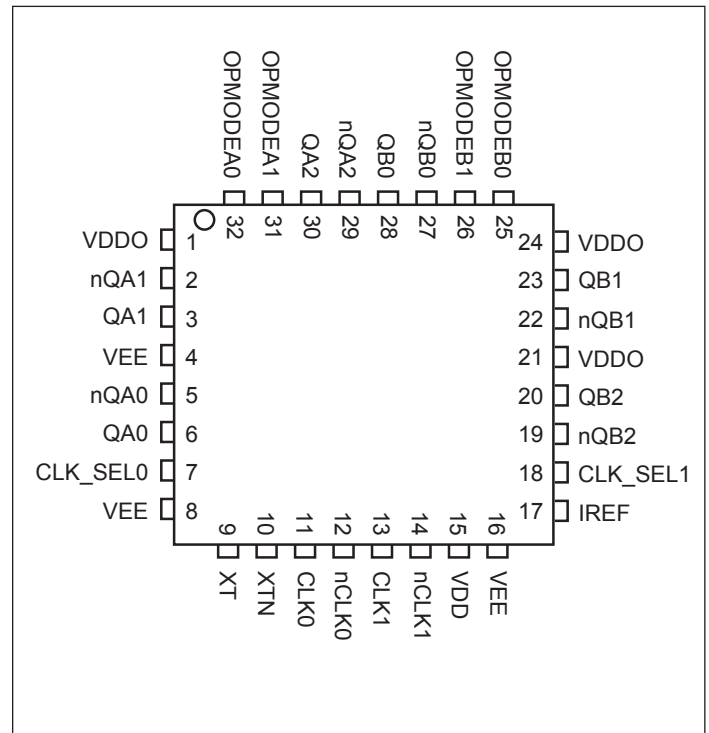 OPMODEA0
OPMODEA1
QA2
nQA2
QB0
nQB0
OPMODEB1
OPMODEB0
32
31
30
29
28
27
26
25
VDDO 1
nQA1 2
QA1 3
VEE 4
nQA0 5
QA0 6
CLK_SEL0 7
VEE 8
24 VDDO
23 QB1
22 nQB1
21 VDDO
20 QB2
19 nQB2
18 CLK_SEL1
17 IREF
9
10
11
12
13
14
15
16
XT
XTN
CLK0
nCLK0
CLK1
nCLK1
VDD
VEE